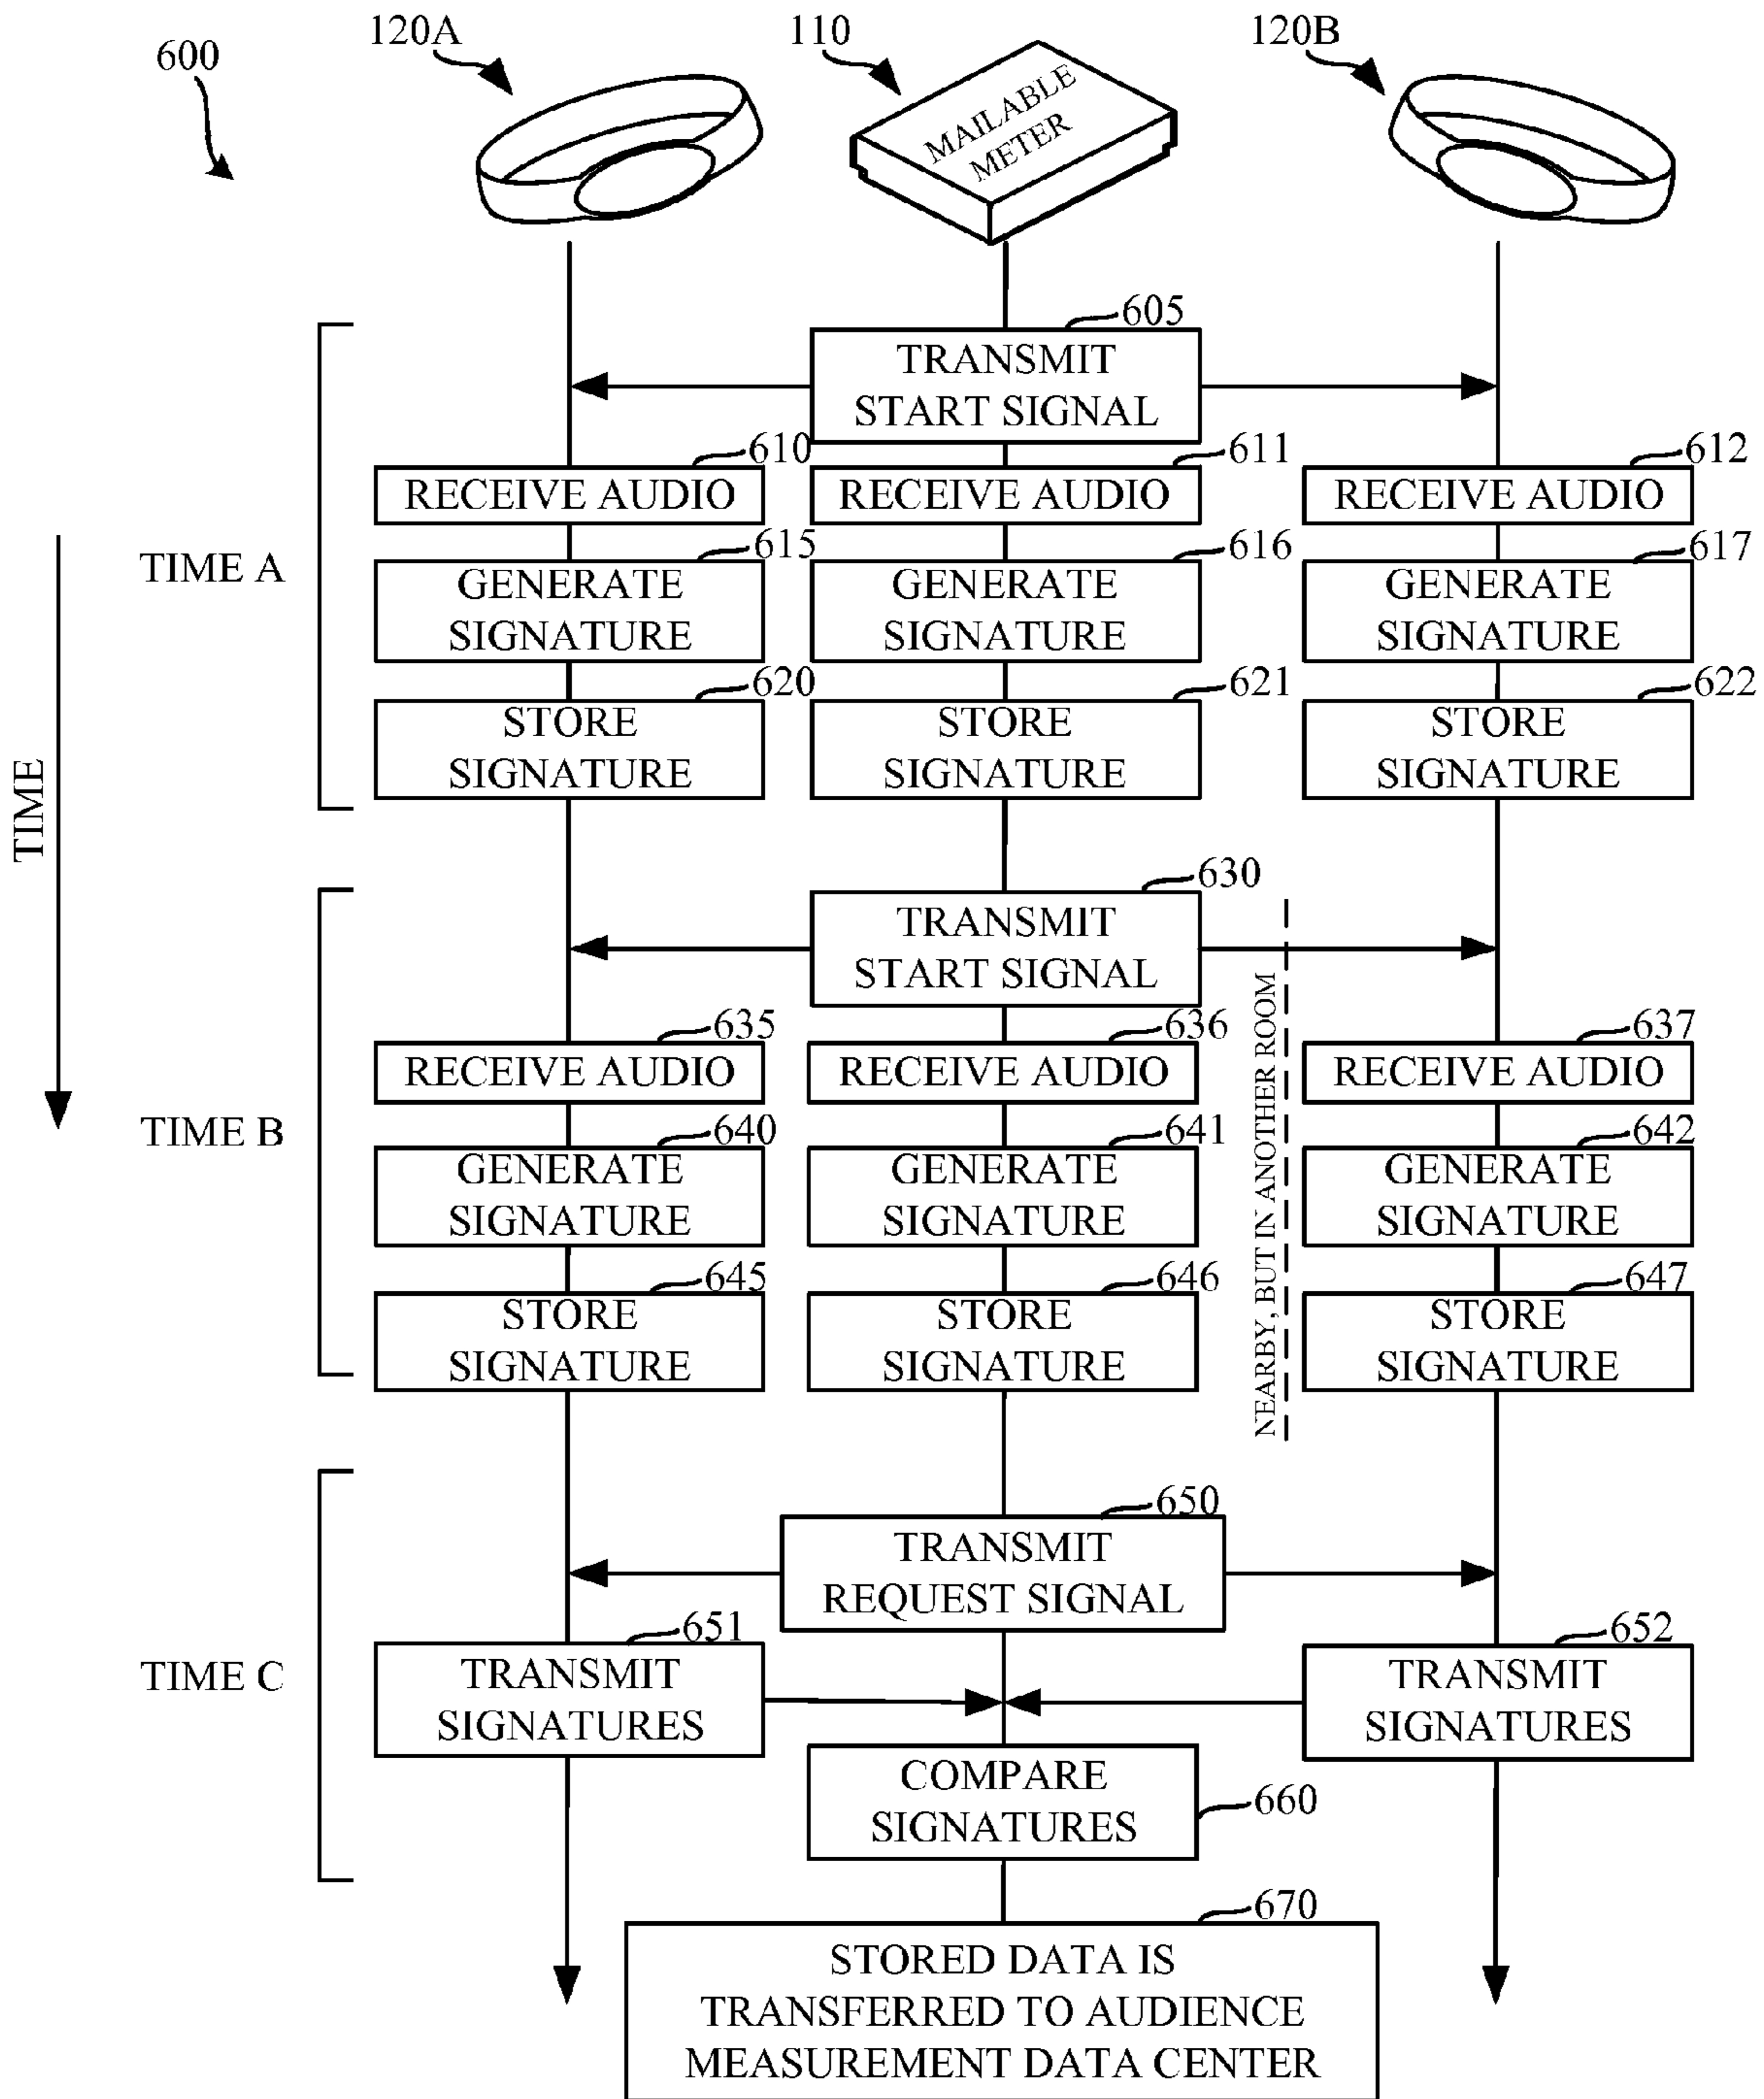 600
120A
110
120B
MAILABLE
METER
TIME
TIME A
605
TRANSMIT
START SIGNAL
610
RECEIVE AUDIO
611
RECEIVE AUDIO
612
RECEIVE AUDIO
615
GENERATE
SIGNATURE
616
GENERATE
SIGNATURE
617
GENERATE
SIGNATURE
620
STORE
SIGNATURE
621
STORE
SIGNATURE
622
STORE
SIGNATURE
TIME B
630
TRANSMIT
START SIGNAL
NEARBY, BUT IN ANOTHER ROOM
635
RECEIVE AUDIO
636
RECEIVE AUDIO
637
RECEIVE AUDIO
640
GENERATE
SIGNATURE
641
GENERATE
SIGNATURE
642
GENERATE
SIGNATURE
645
STORE
SIGNATURE
646
STORE
SIGNATURE
647
STORE
SIGNATURE
TIME C
650
TRANSMIT
REQUEST SIGNAL
651
TRANSMIT
SIGNATURES
652
TRANSMIT
SIGNATURES
COMPARE
SIGNATURES
660
670
STORED DATA IS
TRANSFERRED TO AUDIENCE
MEASUREMENT DATA CENTER